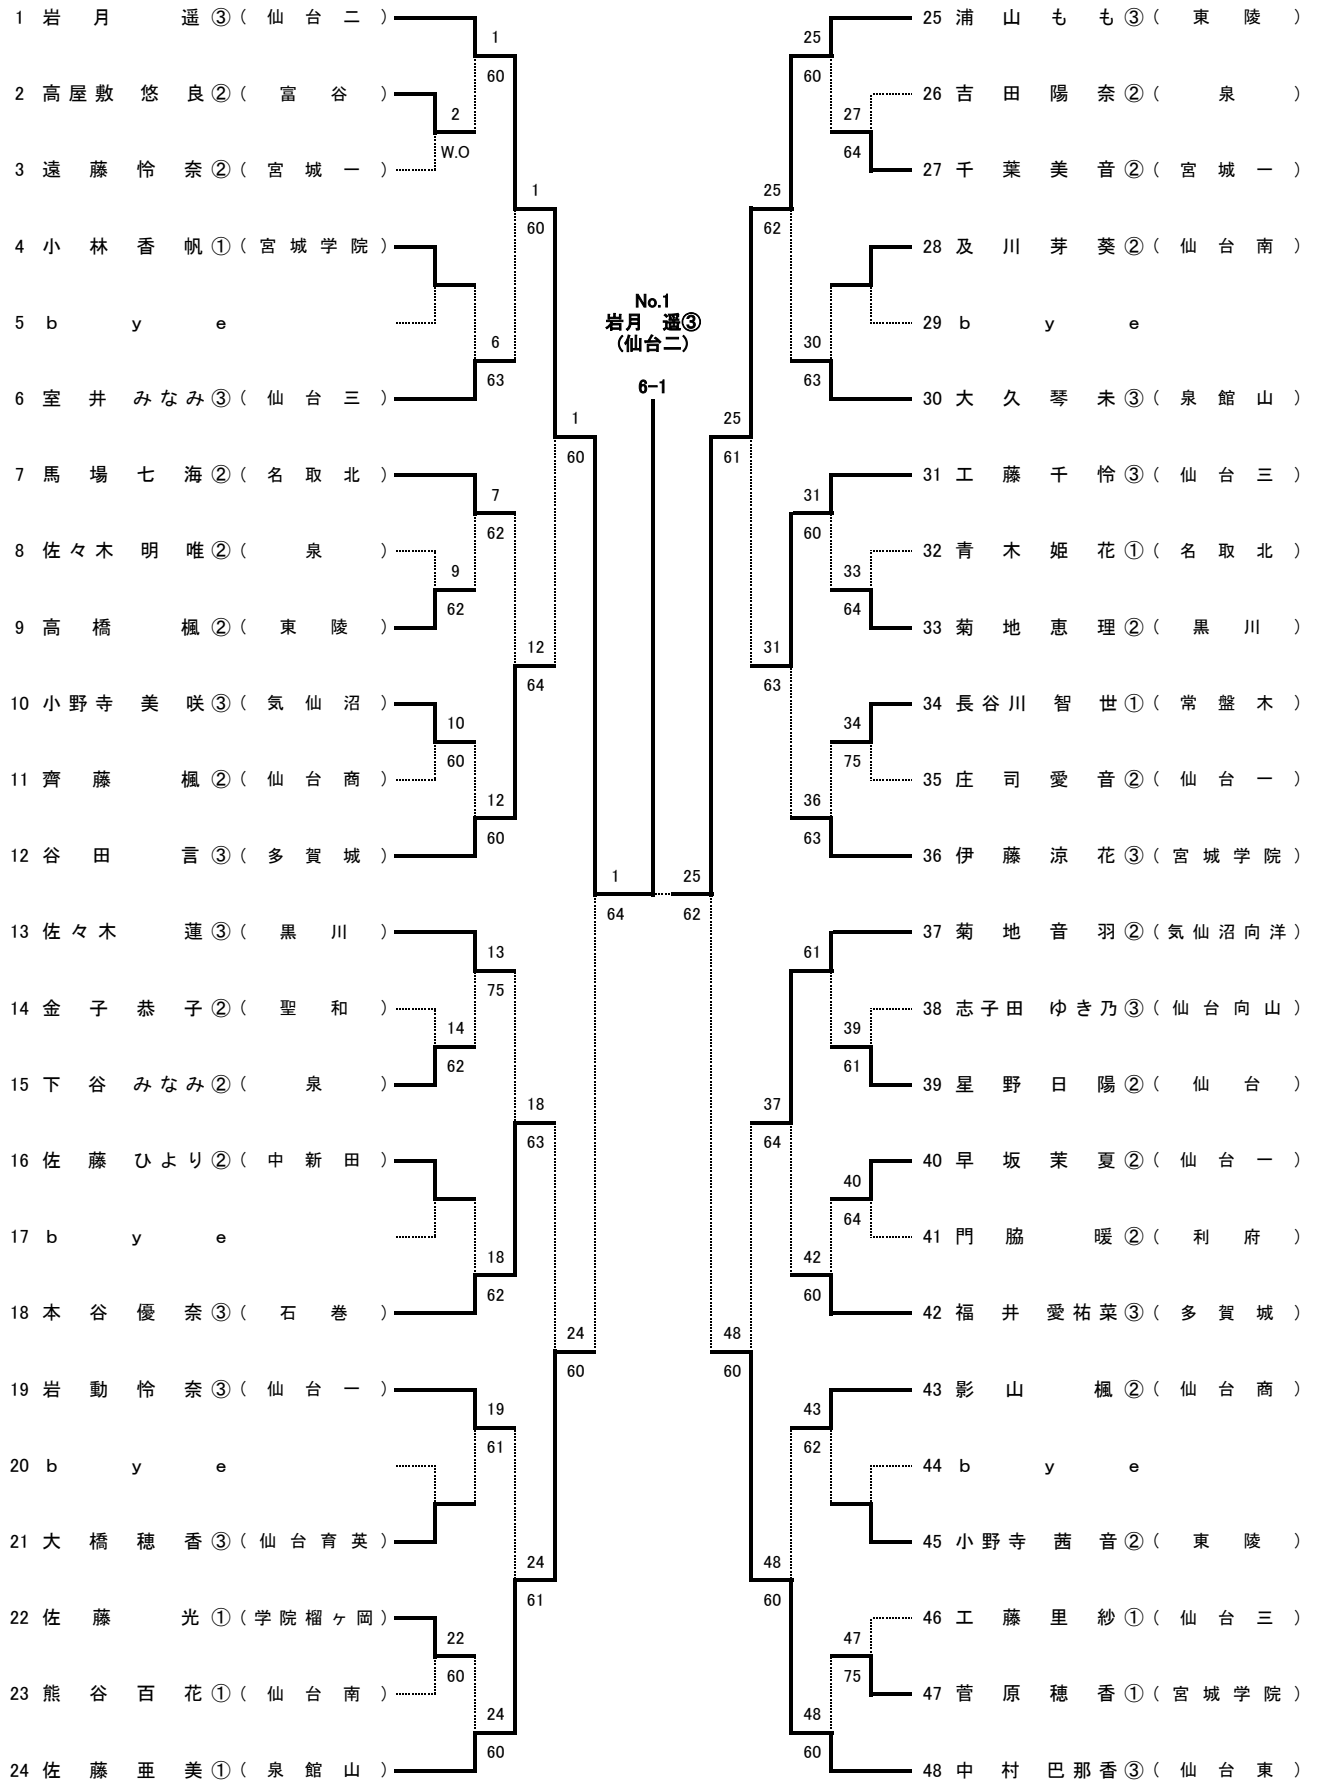 1 岩月 遥③(仙台二)
2 高屋敷 悠良②(富谷)
3 遠藤怜奈②(宮城一)
4 小林香帆①(宮城学院)
5 bye
6 室井みなみ③(仙台三)
7 馬場七海②(名取北)
8 佐々木明唯②(泉)
9 高橋 楓②(東陵)
10 小野寺美咲③(気仙沼)
11 齊藤 楓②(仙台商)
12 谷田 言③(多賀城)
13 佐々木 蓮③(黒川)
14 金子恭子②(聖和)
15 下谷みなみ②(泉)
16 佐藤ひより②(中新田)
17 bye
18 本谷優奈③(石巻)
19 岩動怜奈③(仙台一)
20 bye
21 大橋穂香③(仙台育英)
22 佐藤 光①(学院榴ヶ岡)
23 熊谷百花①(仙台南)
24 佐藤亜美①(泉館山)
2
W.O
9
62
10
60
14
62
22
60
1
60
6
63
7
62
12
60
13
75
18
62
19
61
24
60
1
60
12
64
18
63
24
61
1
60
24
60
1
64
No.1
岩月 遥③
(仙台二)
6-1
25
62
25
61
48
60
25
62
31
63
37
64
48
60
25
60
30
63
31
60
36
63
61
42
60
43
62
48
60
27
64
33
64
34
75
39
61
40
64
47
75
25 浦山もも③(東陵)
26 吉田陽奈②(泉)
27 千葉美音②(宮城一)
28 及川芽葵②(仙台南)
29 bye
30 大久琴未③(泉館山)
31 工藤千怜③(仙台三)
32 青木姫花①(名取北)
33 菊地恵理②(黒川)
34 長谷川智世①(常盤木)
35 庄司愛音②(仙台一)
36 伊藤涼花③(宮城学院)
37 菊地音羽②(気仙沼向洋)
38 志子田 ゆき乃③(仙台向山)
39 星野日陽②(仙台)
40 早坂茉夏②(仙台一)
41 門脇 暖②(利府)
42 福井愛祐菜③(多賀城)
43 影山 楓②(仙台商)
44 bye
45 小野寺茜音②(東陵)
46 工藤里紗①(仙台三)
47 菅原穂香①(宮城学院)
48 中村巴那香③(仙台東)